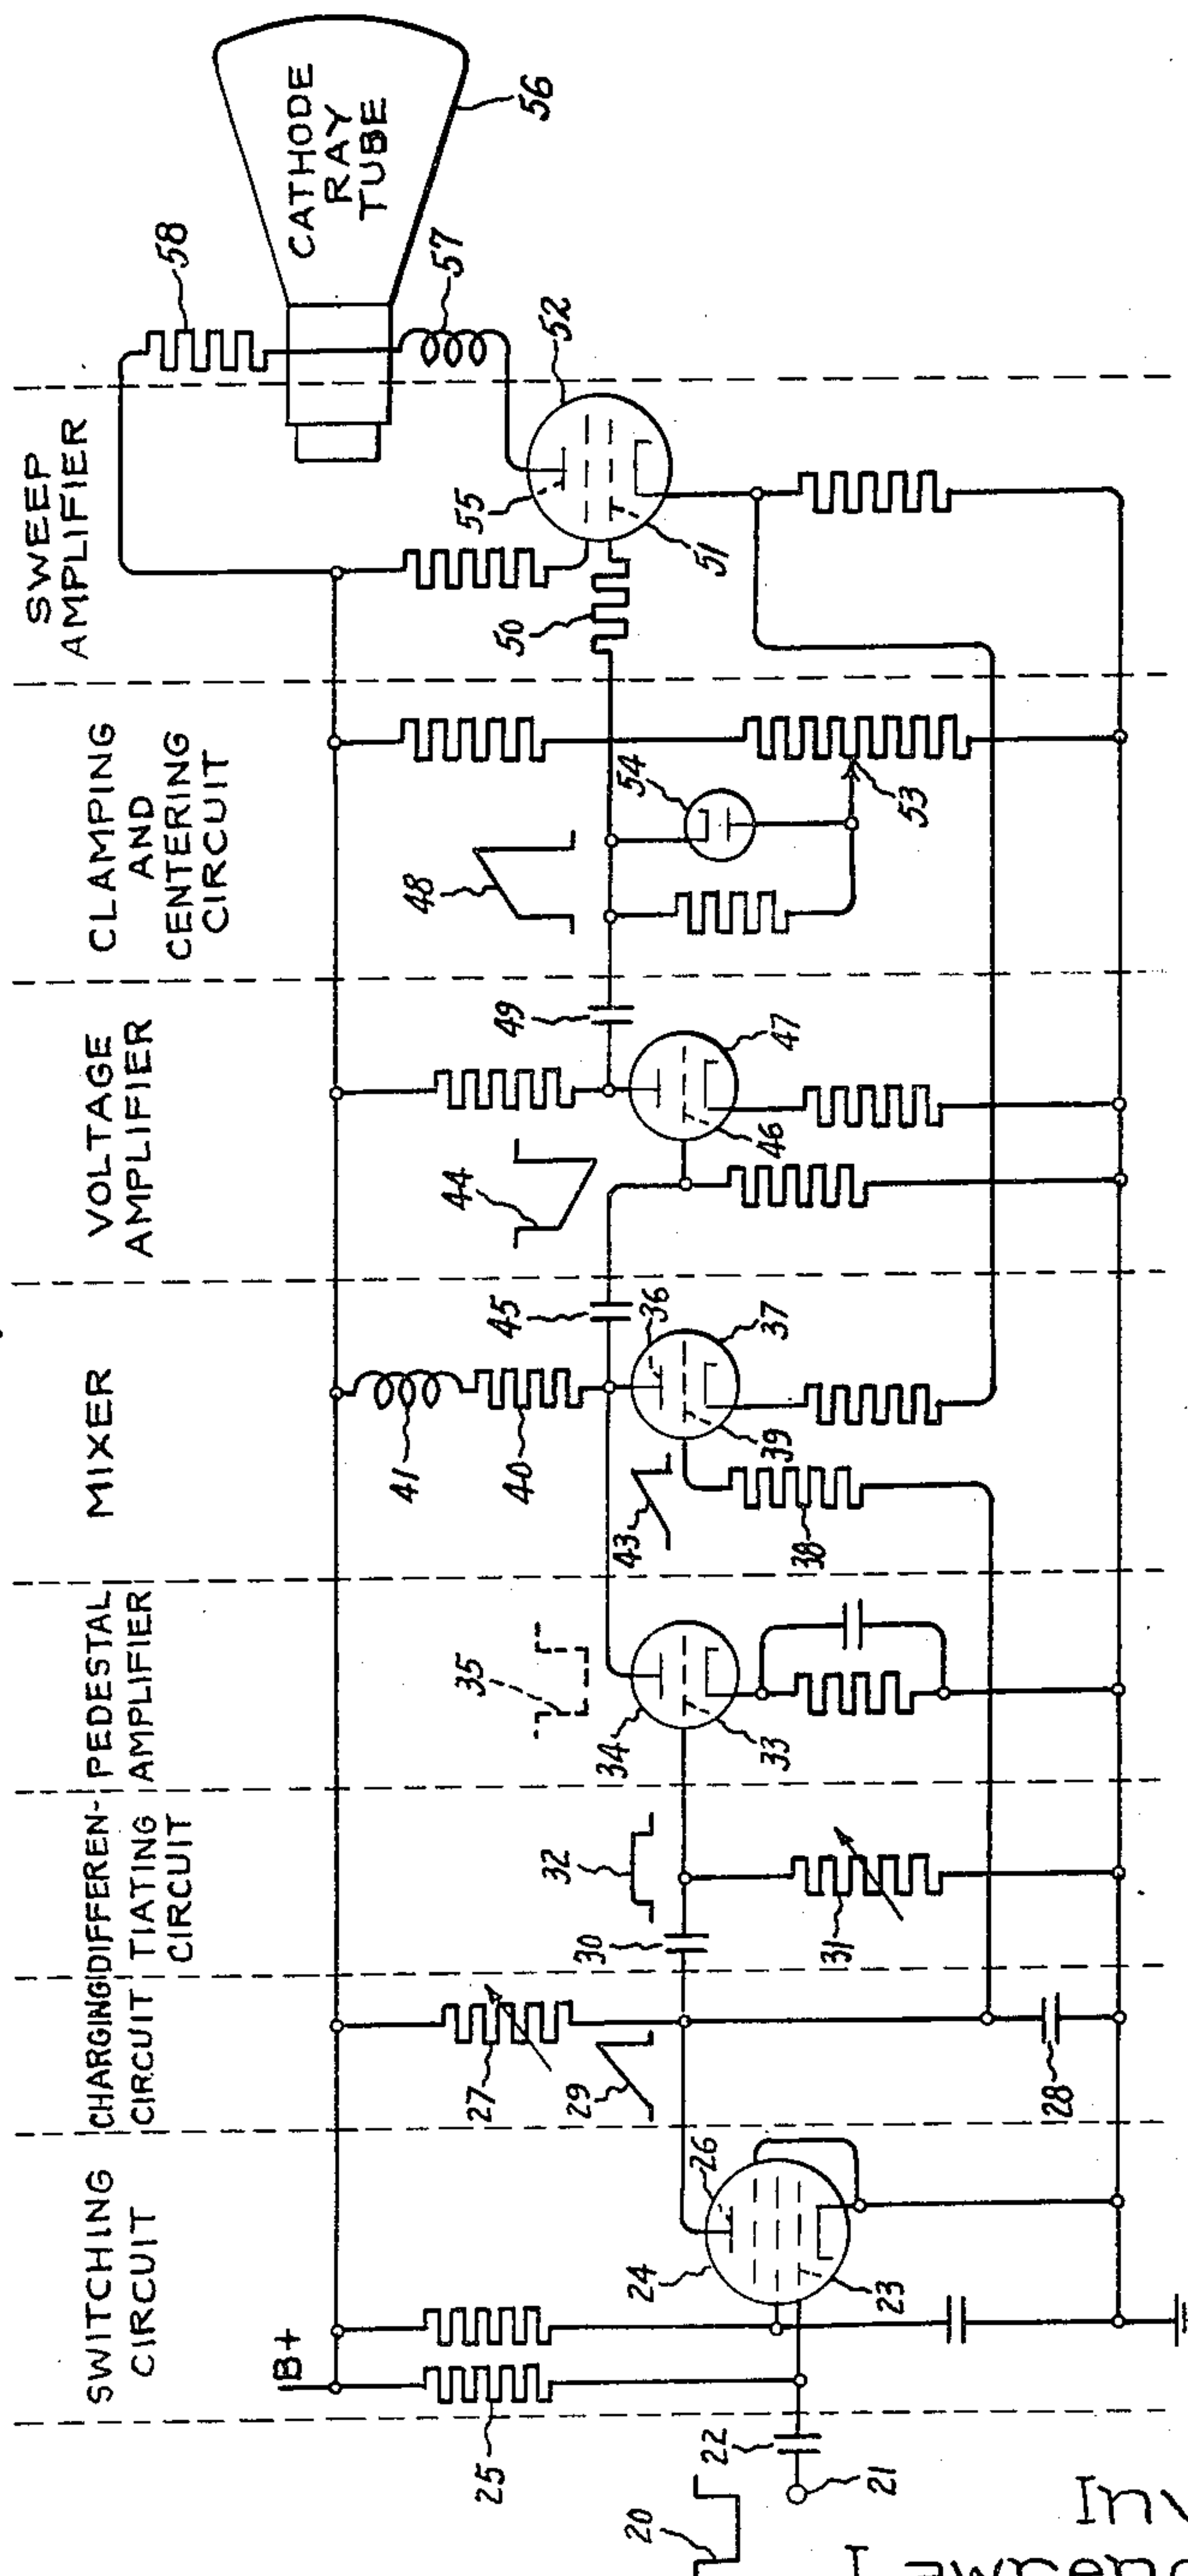 SWITCHING
CIRCUIT
CHARGING
CIRCUIT
DIFFEREN-
TIATING
CIRCUIT
PEDESTAL
AMPLIFIER
MIXER
VOLTAGE
AMPLIFIER
CLAMPING
AND
CENTERING
CIRCUIT
SWEEP
AMPLIFIER
B+
20
21
22
23
24
25
26
27
28
29
30
31
32
33
34
35
36
37
38
39
40
41
43
44
45
46
47
48
49
50
51
52
53
54
55
CATHODE
RAY
TUBE
56
57
58